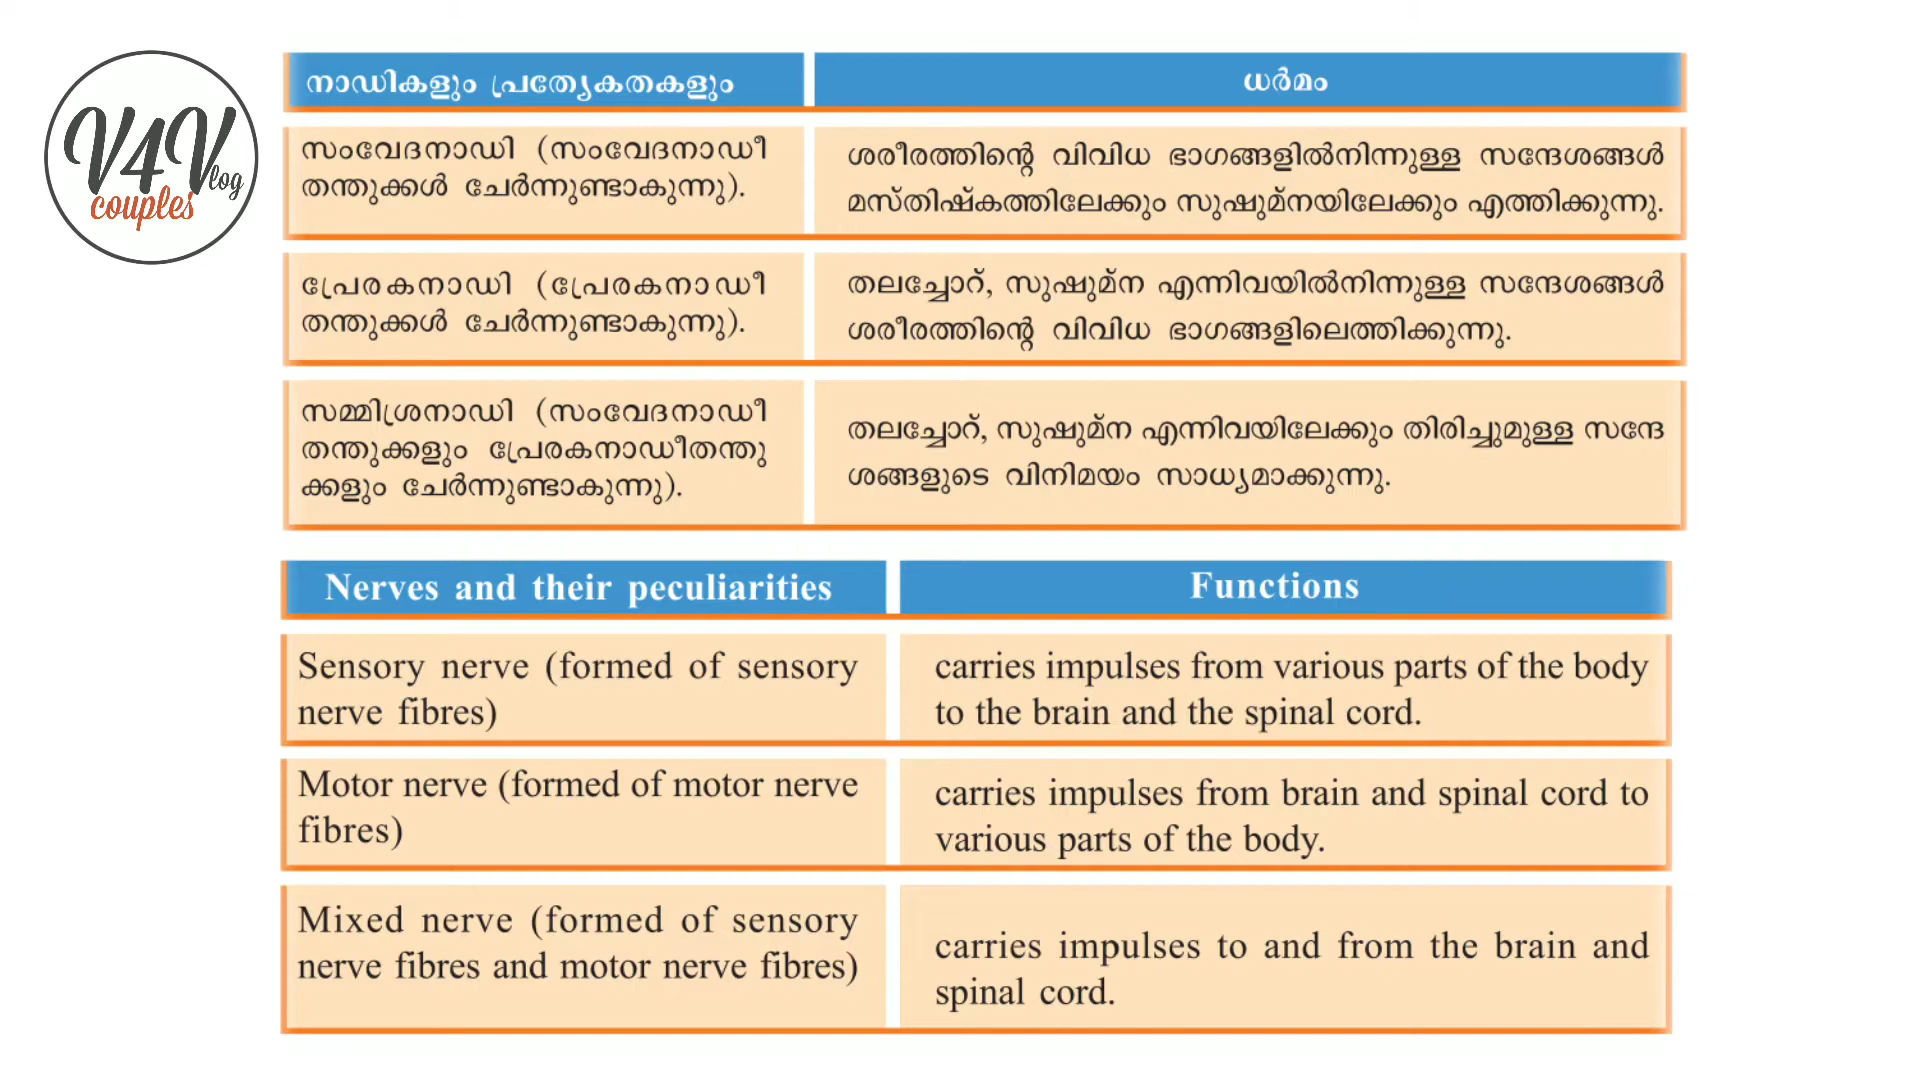 V4Vlog
couples
നാഡികളും പ്രത്യേകതകളും
ധർമം
സംവേദനാഡി (സംവേദനാഡീ
തന്തുക്കൾ ചേർന്നുണ്ടാകുന്നു).
ശരീരത്തിന്റെ വിവിധ ഭാഗങ്ങളിൽനിന്നുള്ള സന്ദേശങ്ങൾ
മസ്തിഷ്കത്തിലേക്കും സുഷുമ്നയിലേക്കും എത്തിക്കുന്നു.
പ്രേരകനാഡി (പ്രേരകനാഡീ
തന്തുക്കൾ ചേർന്നുണ്ടാകുന്നു).
തലച്ചോറ്, സുഷുമ്ന എന്നിവയിൽനിന്നുള്ള സന്ദേശങ്ങൾ
ശരീരത്തിന്റെ വിവിധ ഭാഗങ്ങളിലെത്തിക്കുന്നു.
സമ്മിശ്രനാഡി (സംവേദനാഡീ
തന്തുക്കളും പ്രേരകനാഡീതന്തു
ക്കളും ചേർന്നുണ്ടാകുന്നു).
തലച്ചോറ്, സുഷുമ്ന എന്നിവയിലേക്കും തിരിച്ചുമുള്ള സന്ദേ
ശങ്ങളുടെ വിനിമയം സാധ്യമാക്കുന്നു.
Nerves and their peculiarities
Functions
Sensory nerve (formed of sensory
nerve fibres)
carries impulses from various parts of the body
to the brain and the spinal cord.
Motor nerve (formed of motor nerve
fibres)
carries impulses from brain and spinal cord to
various parts of the body.
Mixed nerve (formed of sensory
nerve fibres and motor nerve fibres)
carries impulses to and from the brain and
spinal cord.